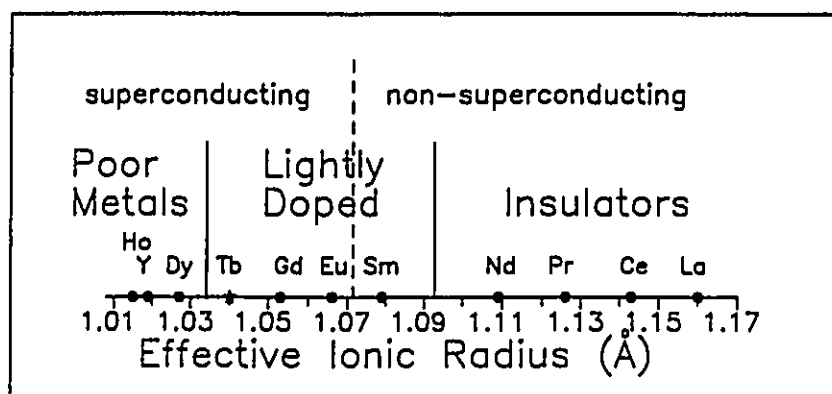 superconducting non-superconducting
Poor Lightly
Metals Doped Insulators
Ho
Y Dy Tb Gd Eu Sm Nd Pr Ce La
1.01 1.03 1.05 1.07 1.09 1.11 1.13 1.15 1.17
Effective Ionic Radius (Å)